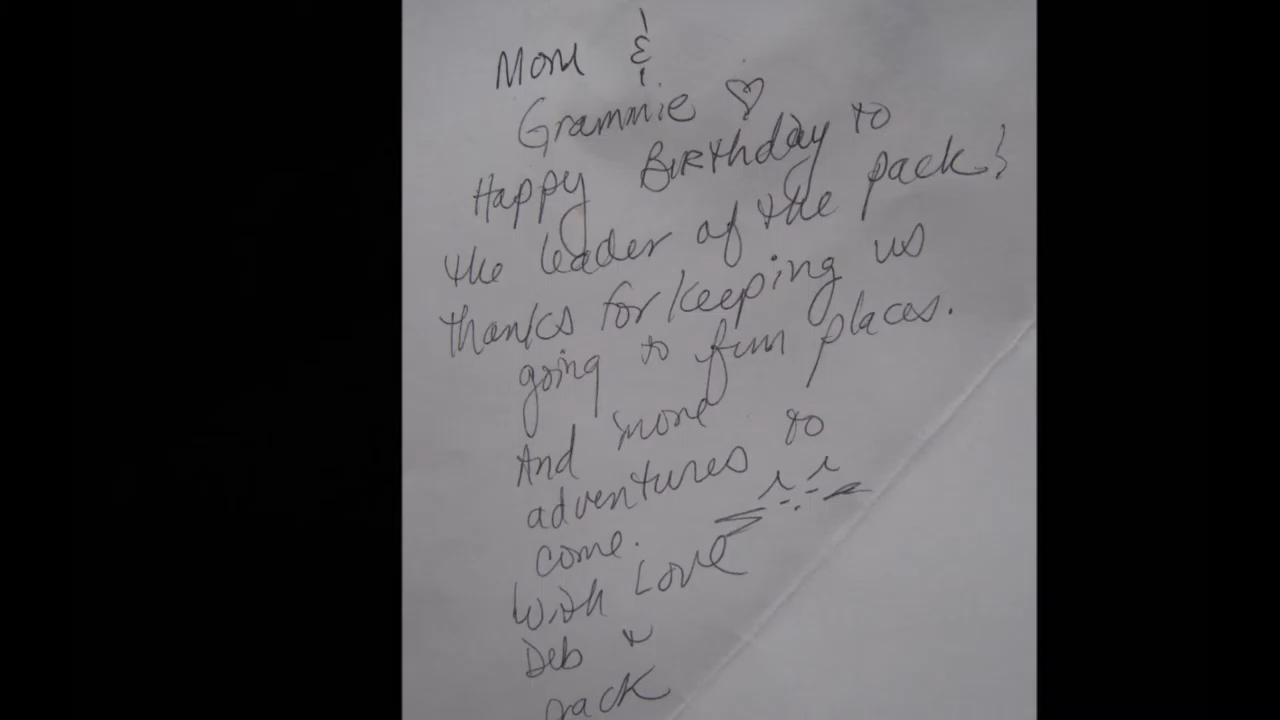 Mom &
Grammie ♡
Happy Birthday to
the leader of the pack!
thanks for keeping us
going to fun places.
And more
adventures to
come.
With Love
Deb &
pack